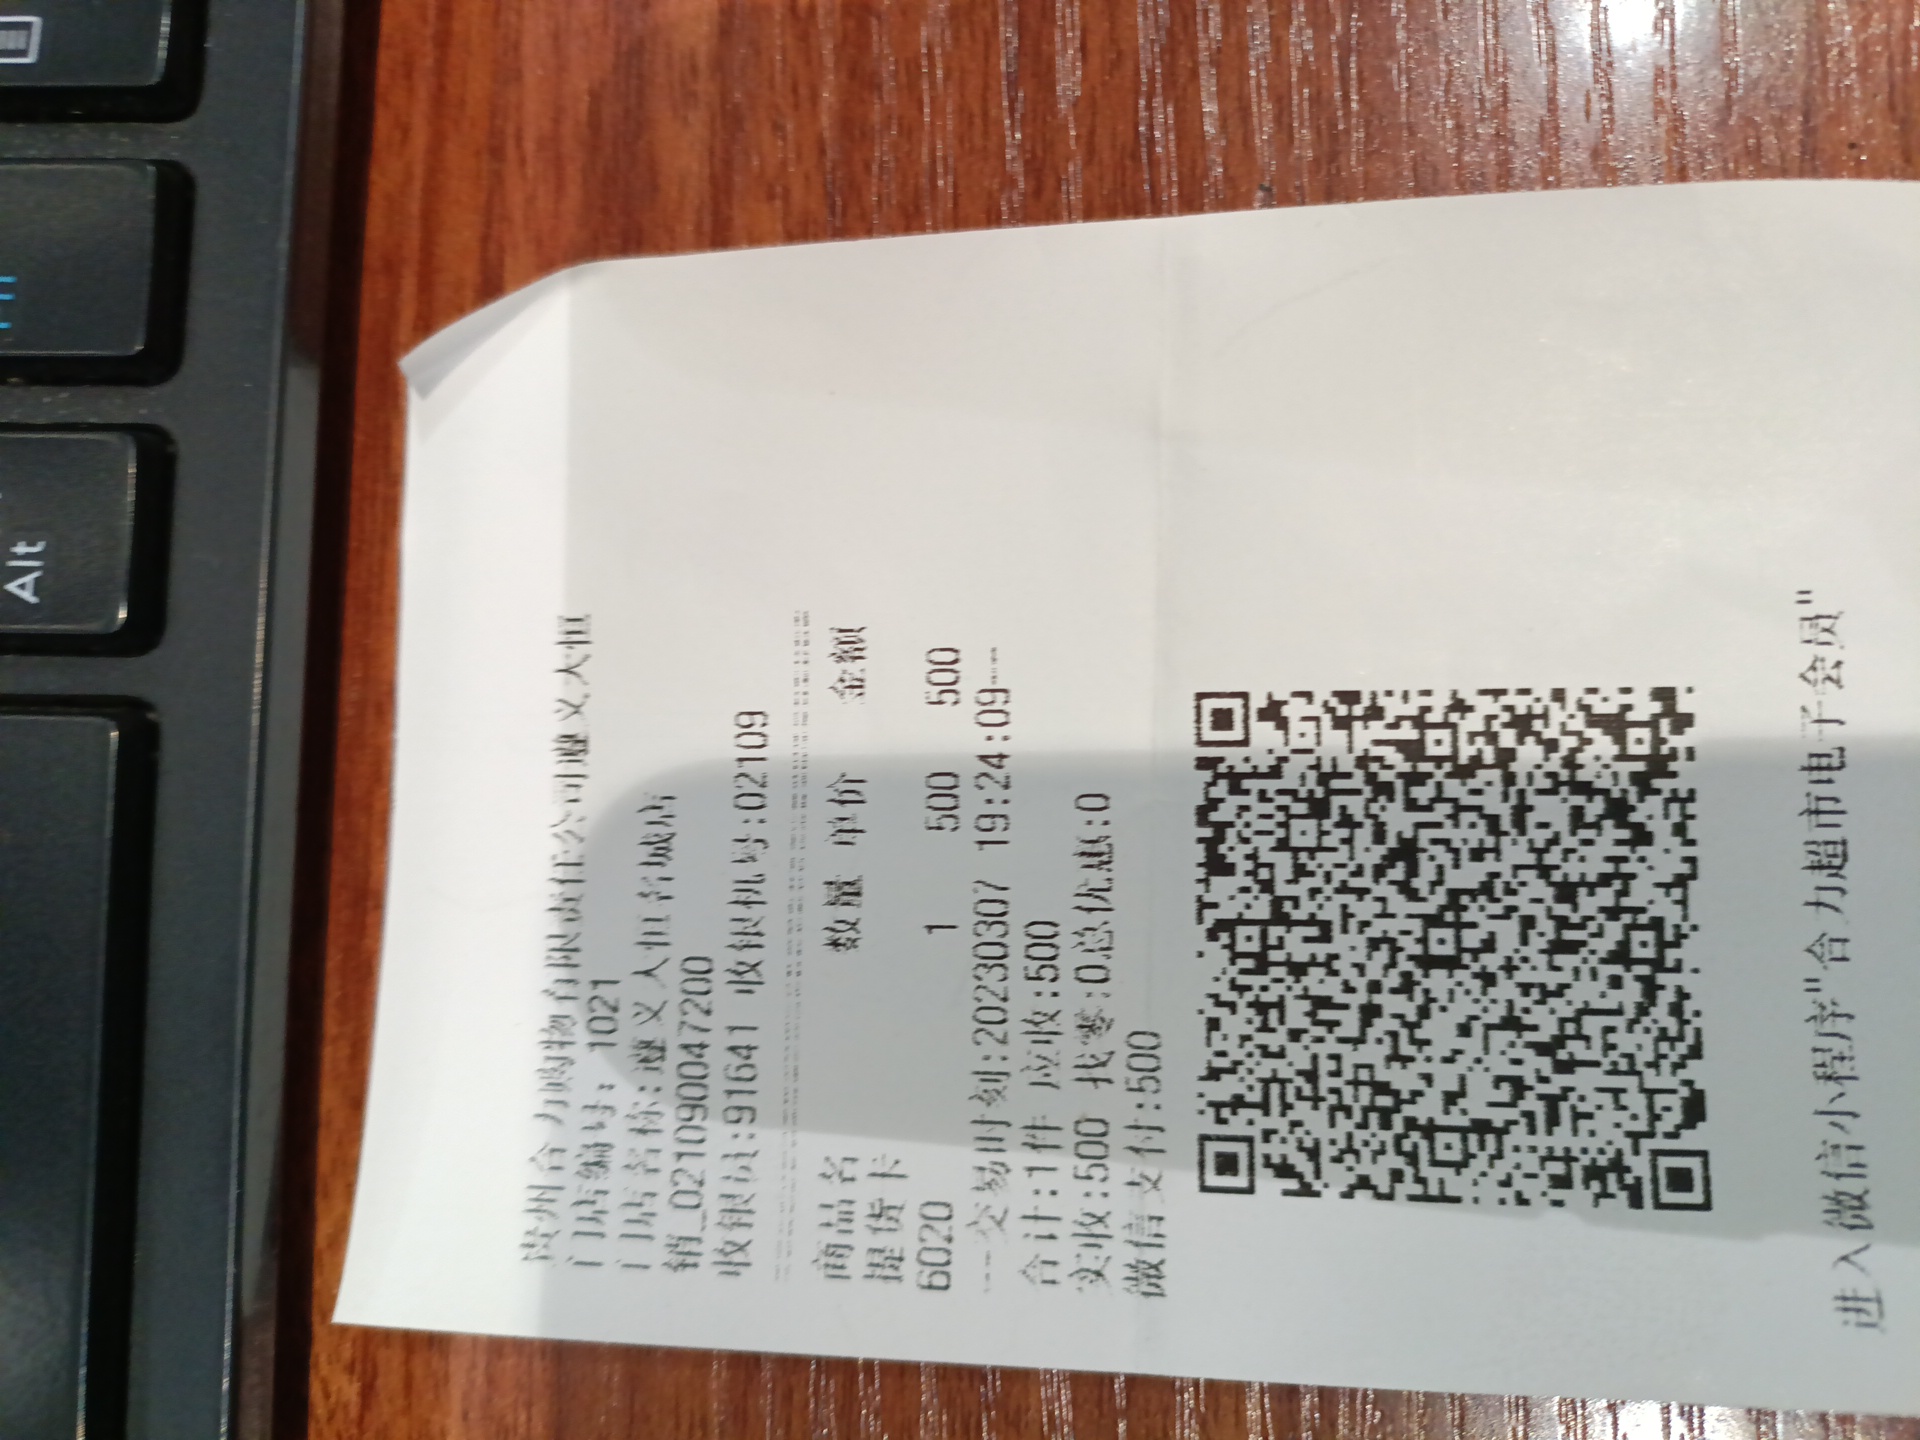 Alt
贵州合力购物有限责任公司遵义大恒
门店编号: 1021
门店名称:遵义大恒名城店
销_021090047200
收银员:91641 收银机号:02109
商品名 数量 单价 金额
提货卡
6020 1 500 500
---交易时刻:20230307 19:24:09---
合计:1件 应收:500
实收:500 找零:0总优惠:0
微信支付:500
进入微信小程序"合力超市电子会员"